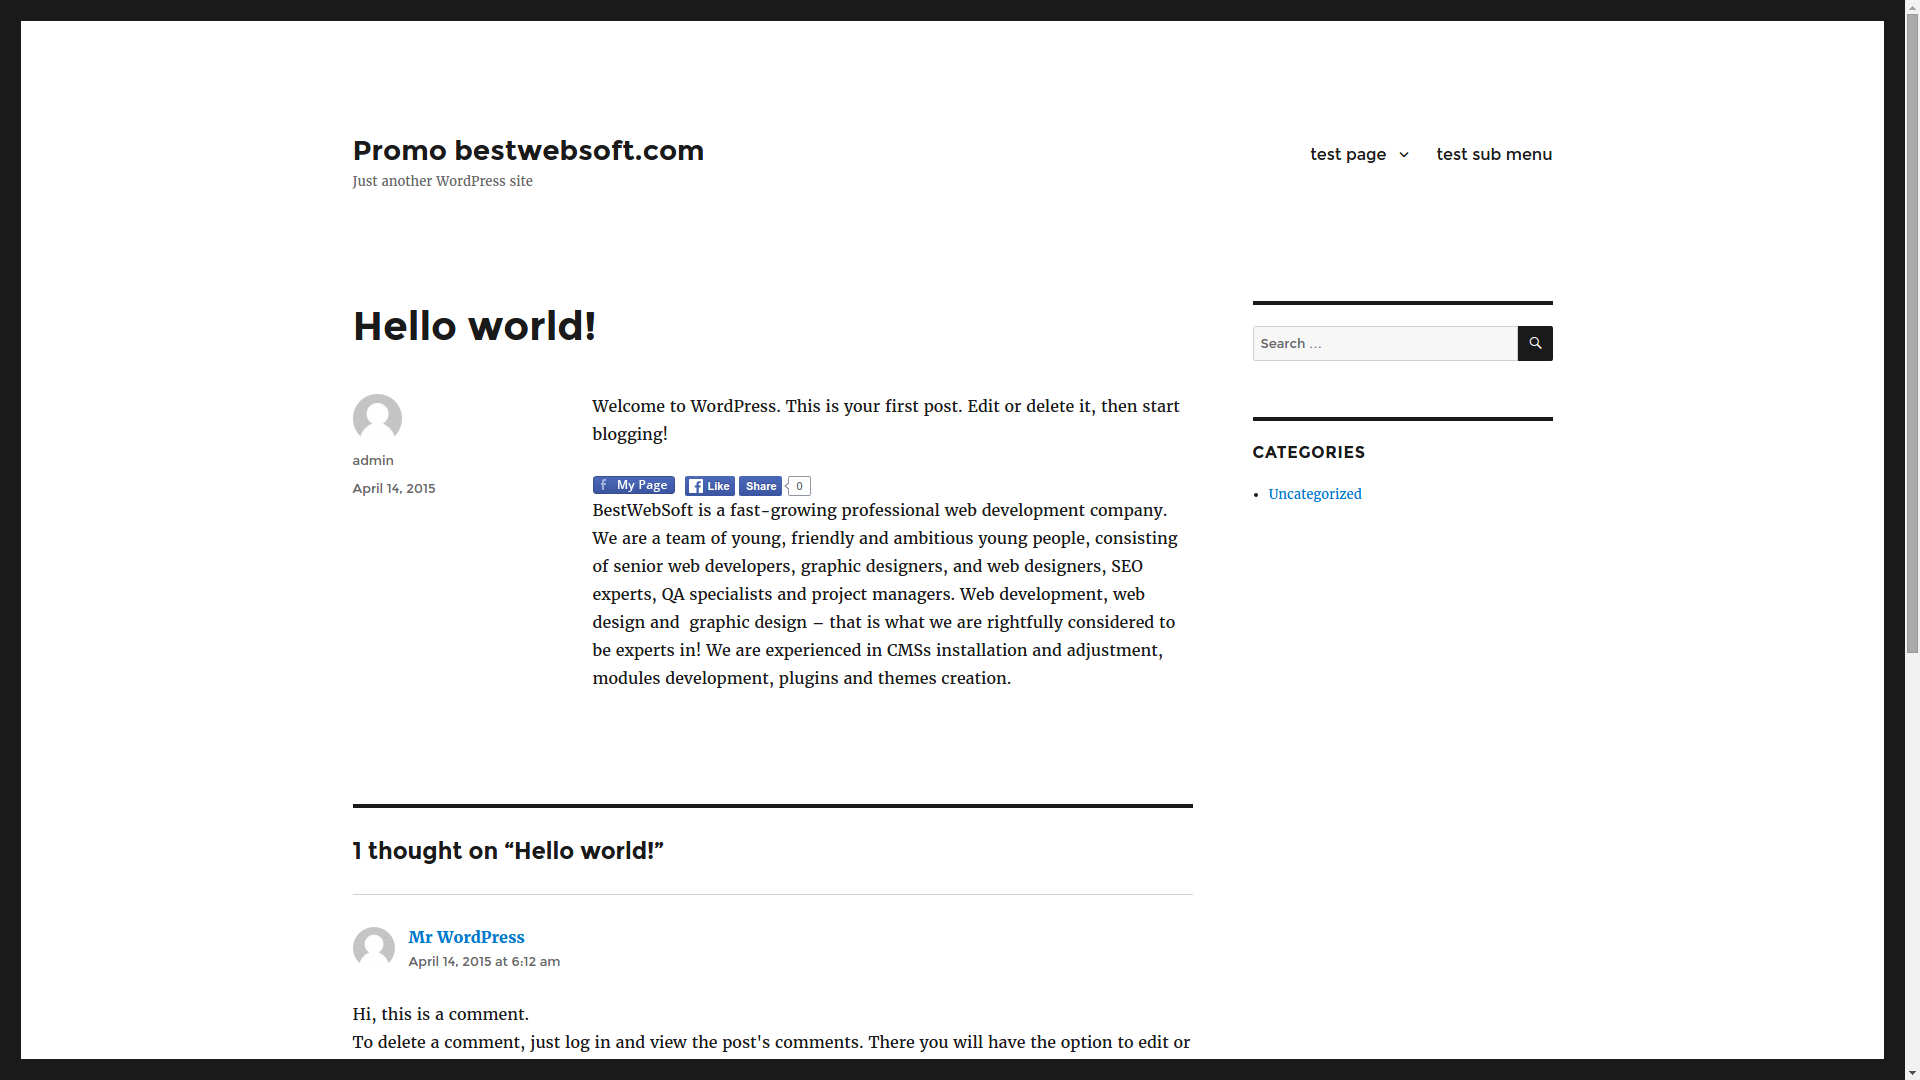 Promo bestwebsoft.com
Just another WordPress site
test page
test sub menu
Hello world!
Search …
admin
April 14, 2015
Welcome to WordPress. This is your first post. Edit or delete it, then start
blogging!
My Page
Like
Share
0
BestWebSoft is a fast-growing professional web development company.
We are a team of young, friendly and ambitious young people, consisting
of senior web developers, graphic designers, and web designers, SEO
experts, QA specialists and project managers. Web development, web
design and  graphic design – that is what we are rightfully considered to
be experts in! We are experienced in CMSs installation and adjustment,
modules development, plugins and themes creation.
CATEGORIES
Uncategorized
1 thought on “Hello world!”
Mr WordPress
April 14, 2015 at 6:12 am
Hi, this is a comment.
To delete a comment, just log in and view the post's comments. There you will have the option to edit or